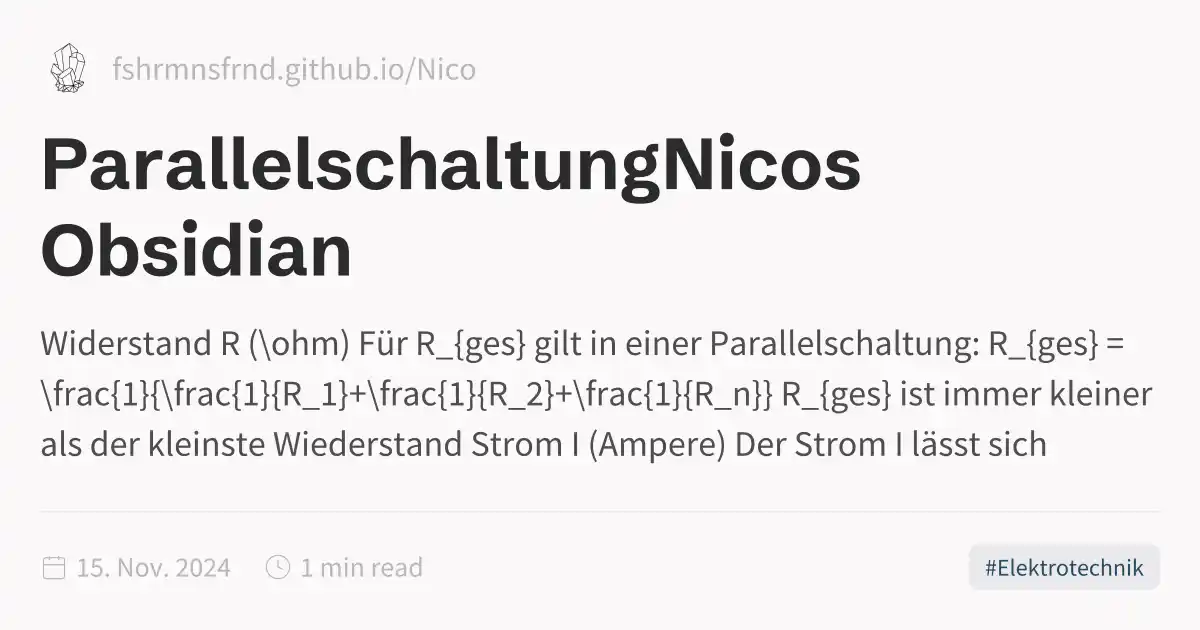 fshrmnsfrnd.github.io/Nico
ParallelschaltungNicos
Obsidian
Widerstand R (\ohm) Für R_{ges} gilt in einer Parallelschaltung: R_{ges} =
\frac{1}{\frac{1}{R_1}+\frac{1}{R_2}+\frac{1}{R_n}} R_{ges} ist immer kleiner
als der kleinste Wiederstand Strom I (Ampere) Der Strom I lässt sich
15. Nov. 2024 1 min read #Elektrotechnik